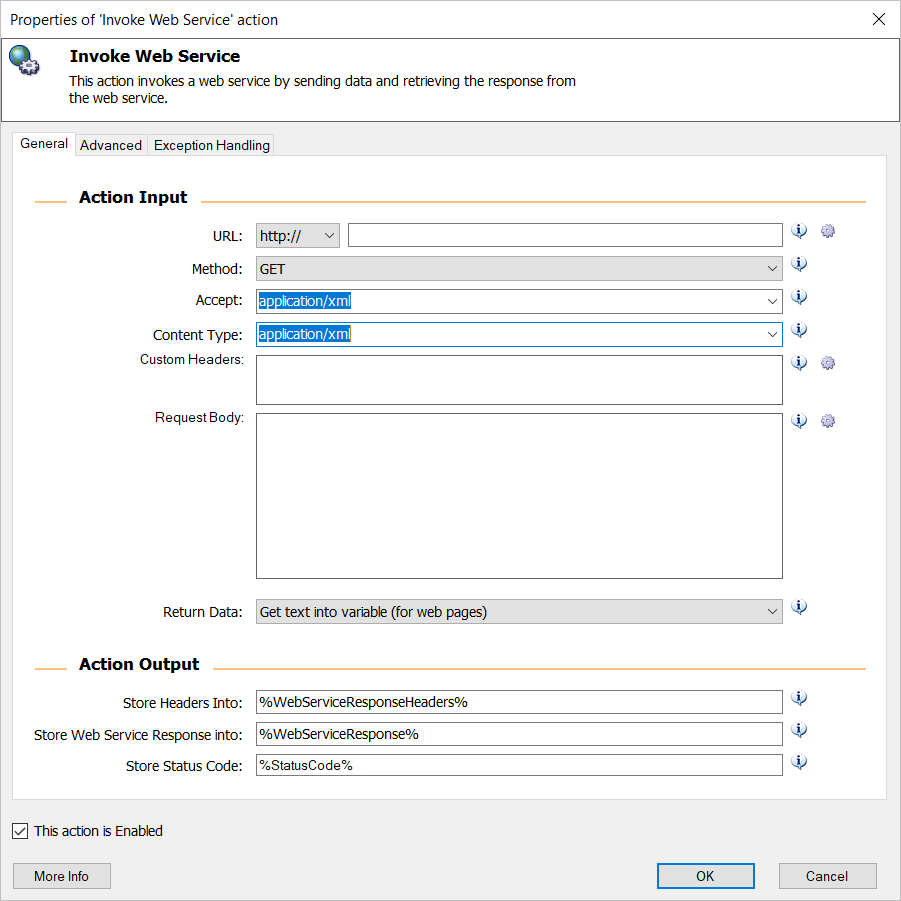 Properties of 'Invoke Web Service' action
Invoke Web Service
This action invokes a web service by sending data and retrieving the response from
the web service.
General Advanced Exception Handling
Action Input
URL: http://
Method: GET
Accept: application/xml
Content Type: application/xml
Custom Headers:
Request Body:
Return Data: Get text into variable (for web pages)
Action Output
Store Headers Into: %WebServiceResponseHeaders%
Store Web Service Response into: %WebServiceResponse%
Store Status Code: %StatusCode%
This action is Enabled
More Info OK Cancel